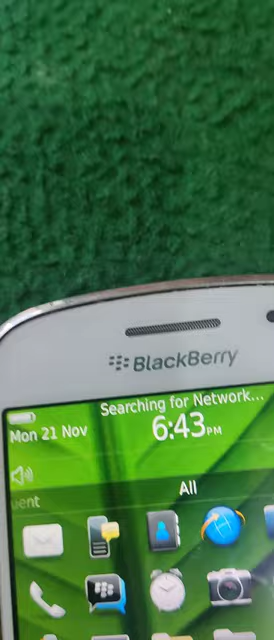 BlackBerry
Searching for Network...
Mon 21 Nov
6:43PM
All